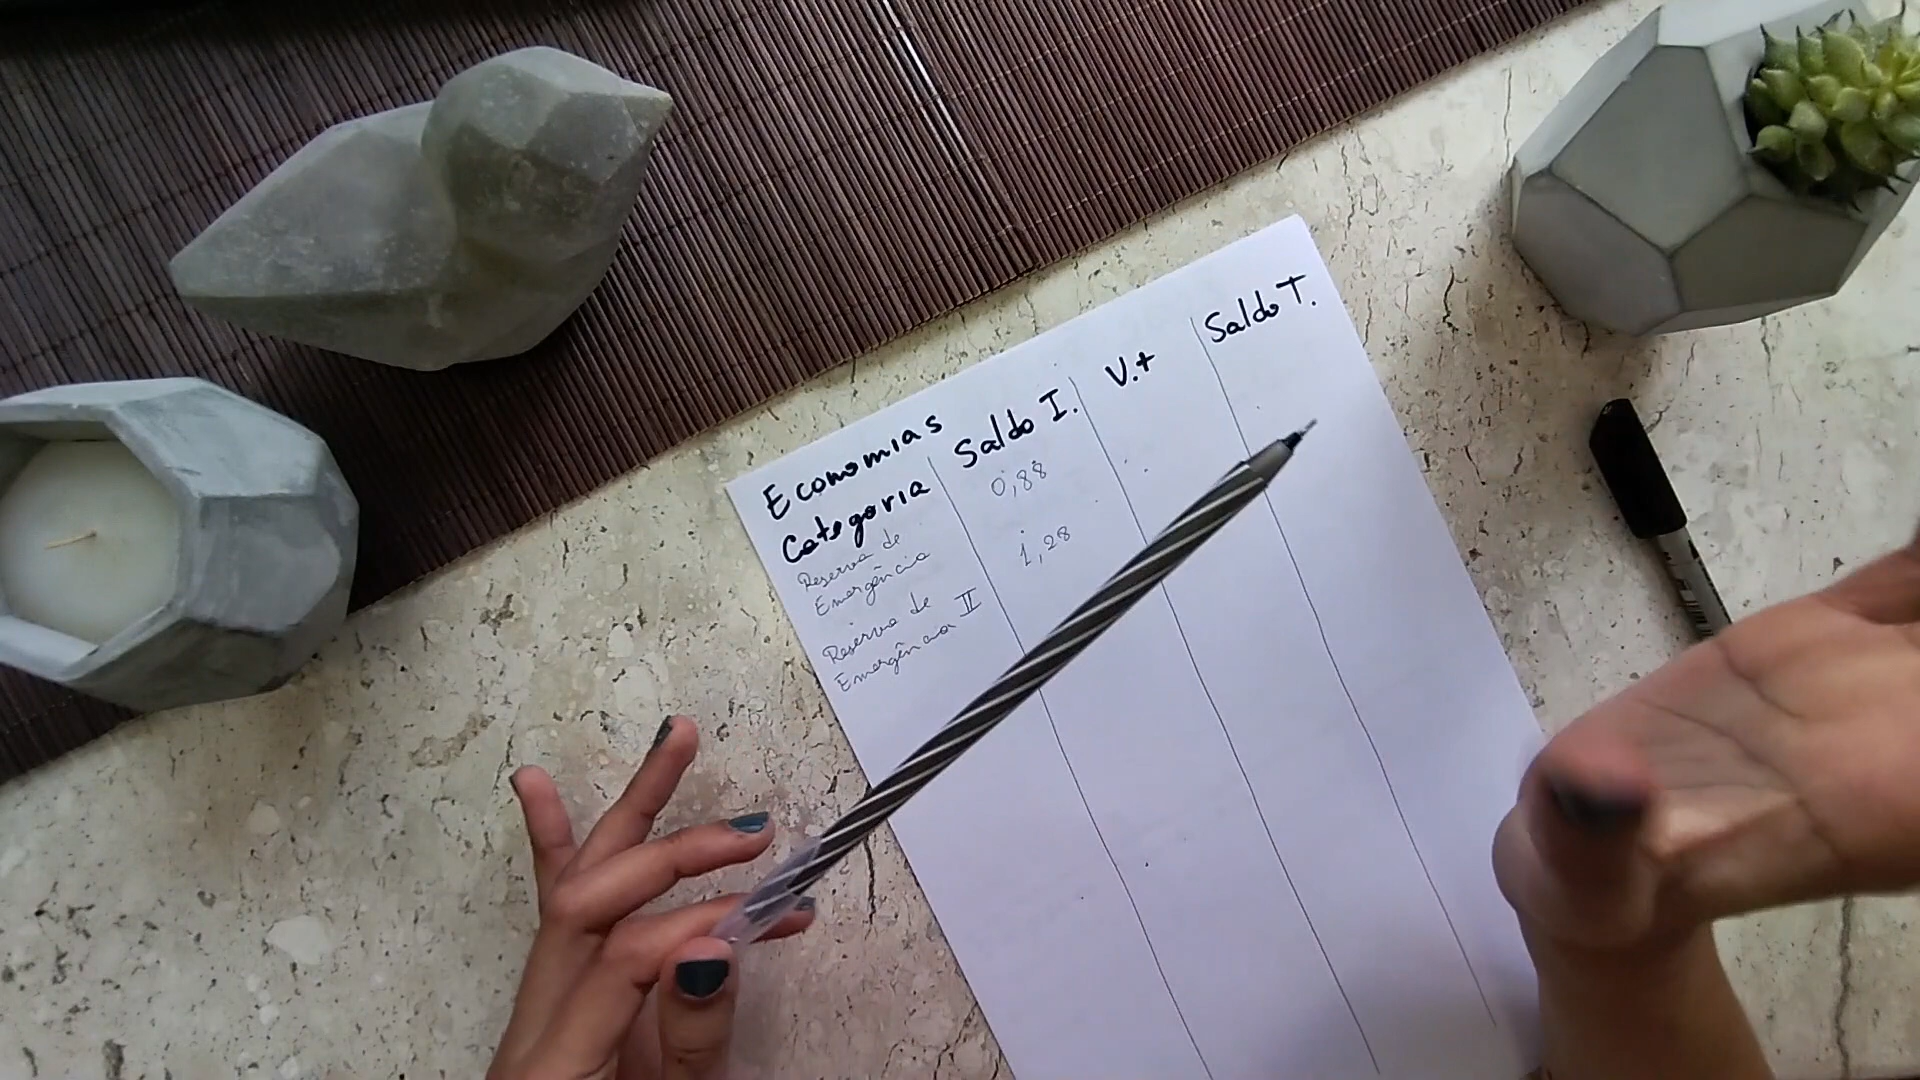 Economias
Categoria Saldo I. V.+ Saldo T.
Reserva de 0,88
Emergência
Reserva de 1,28
Emergência II